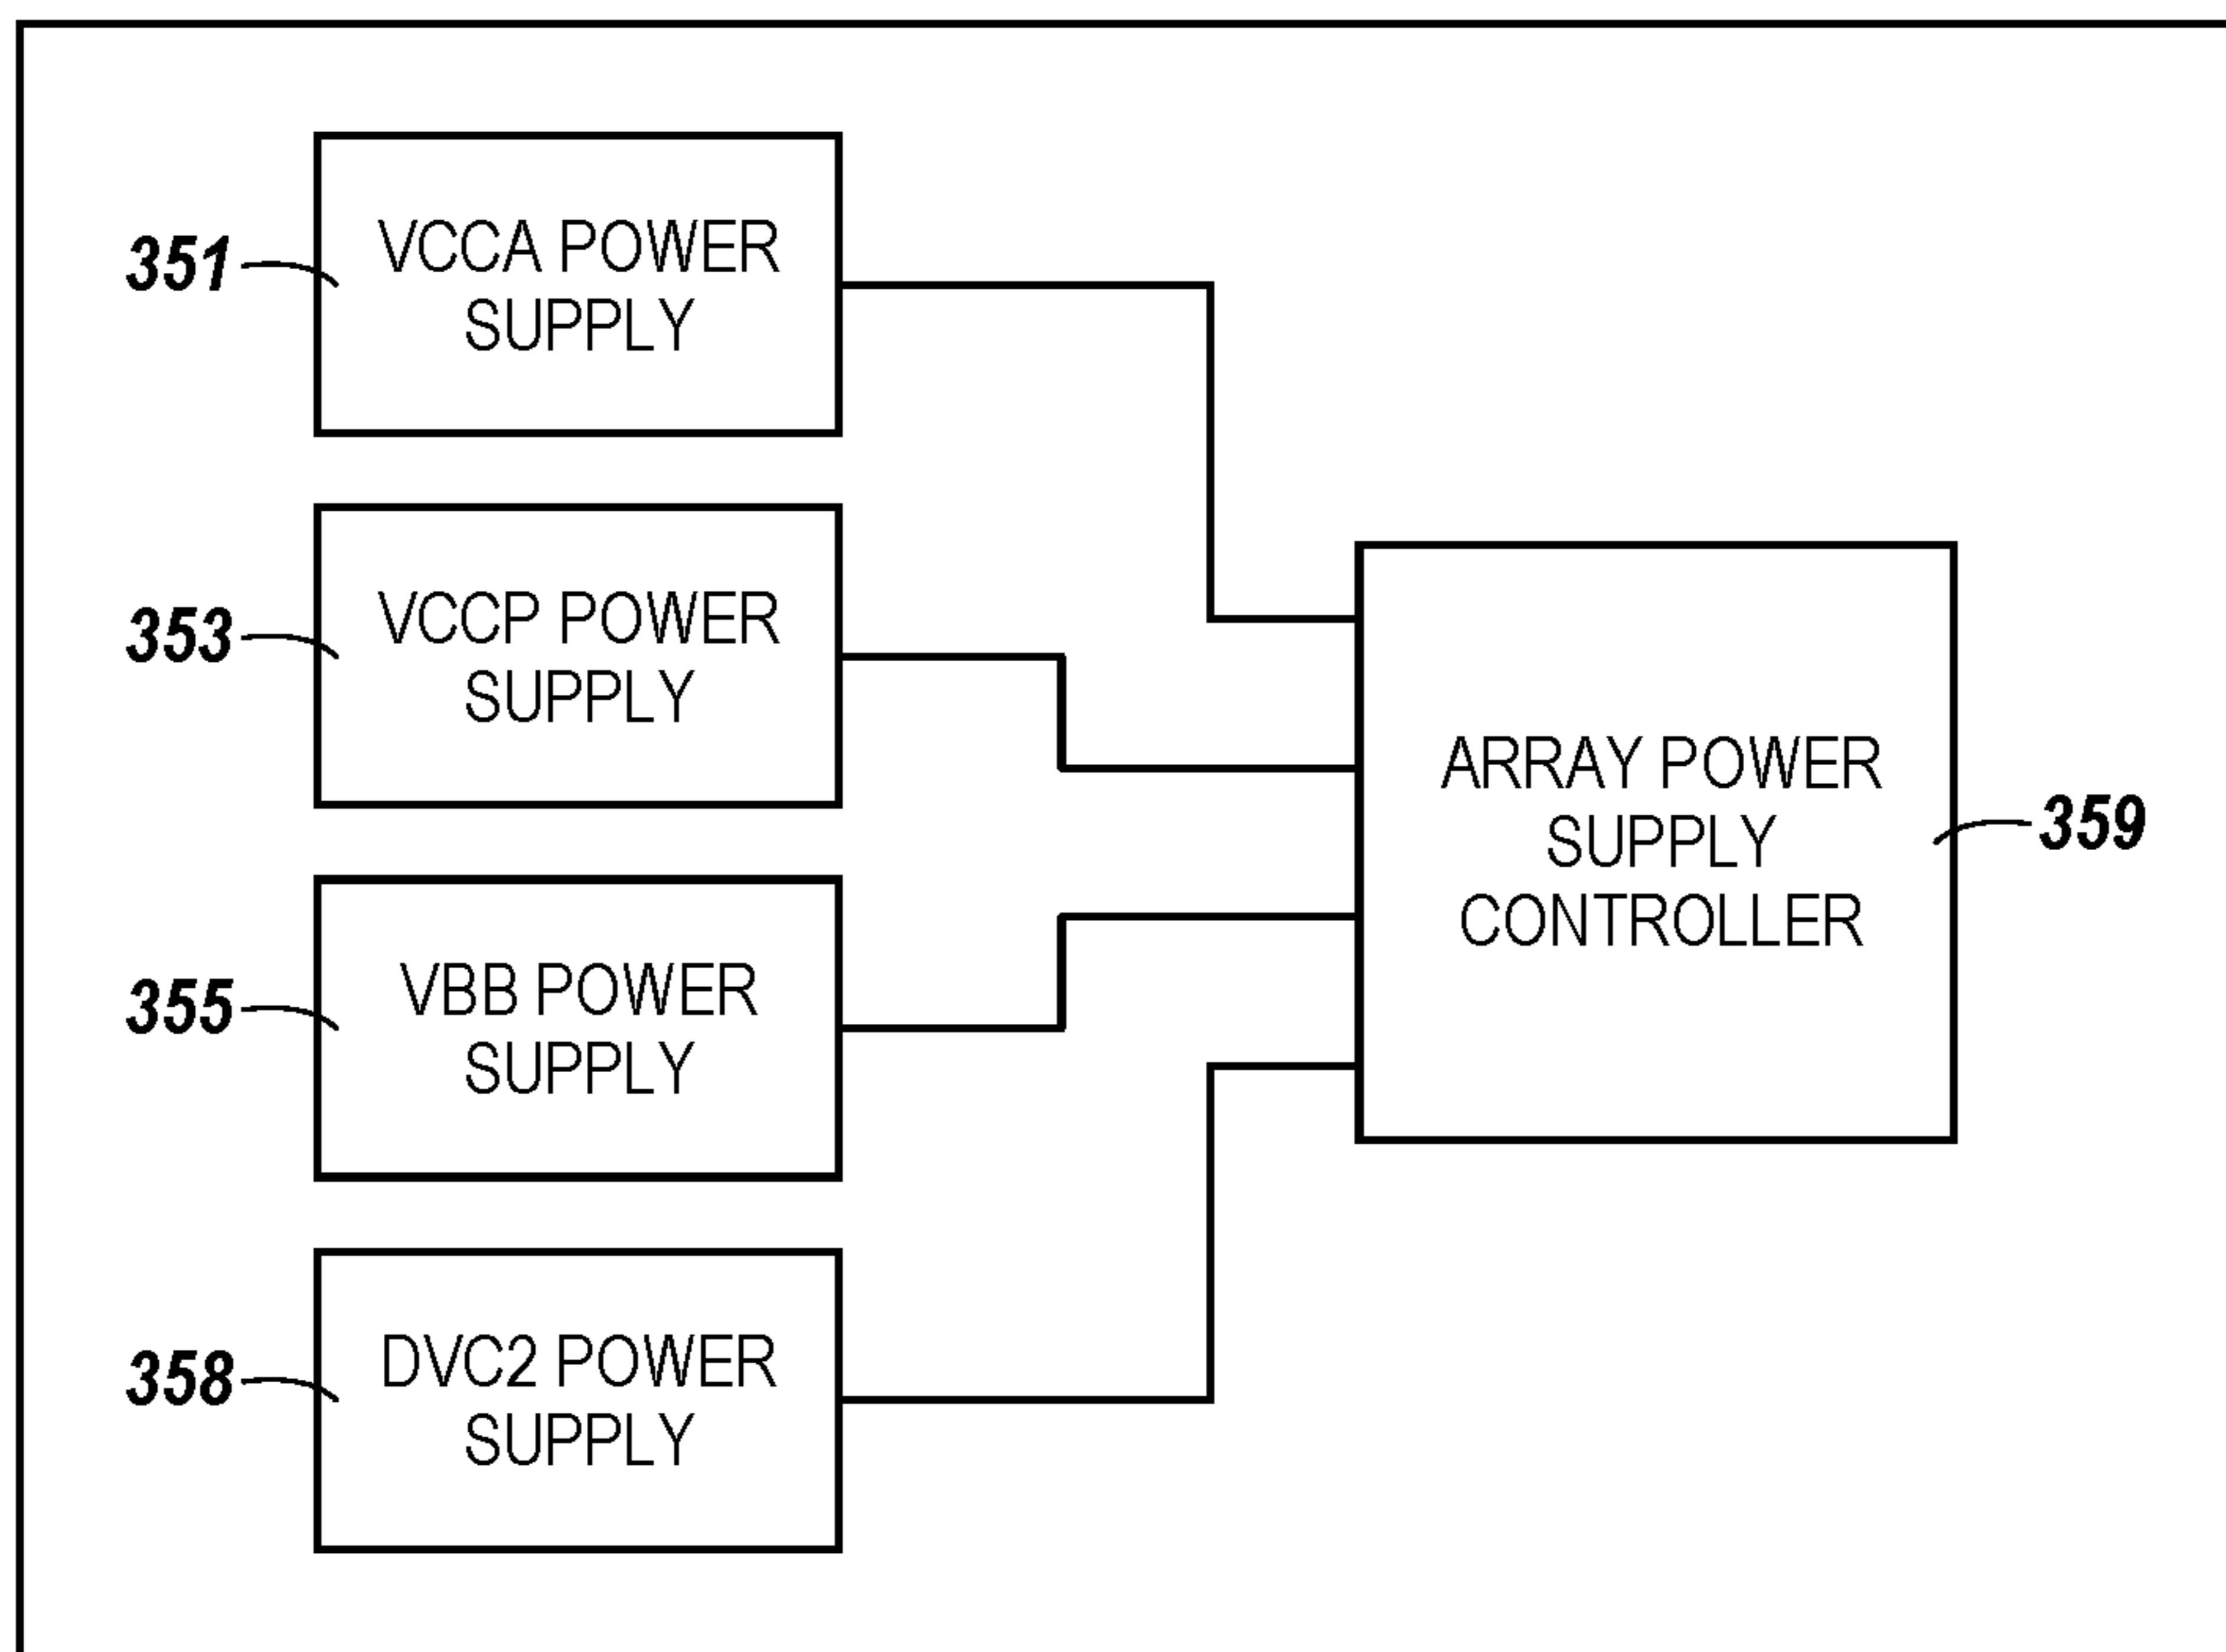 351
VCCA POWER
SUPPLY
353
VCCP POWER
SUPPLY
355
VBB POWER
SUPPLY
358
DVC2 POWER
SUPPLY
ARRAY POWER
SUPPLY
CONTROLLER
359